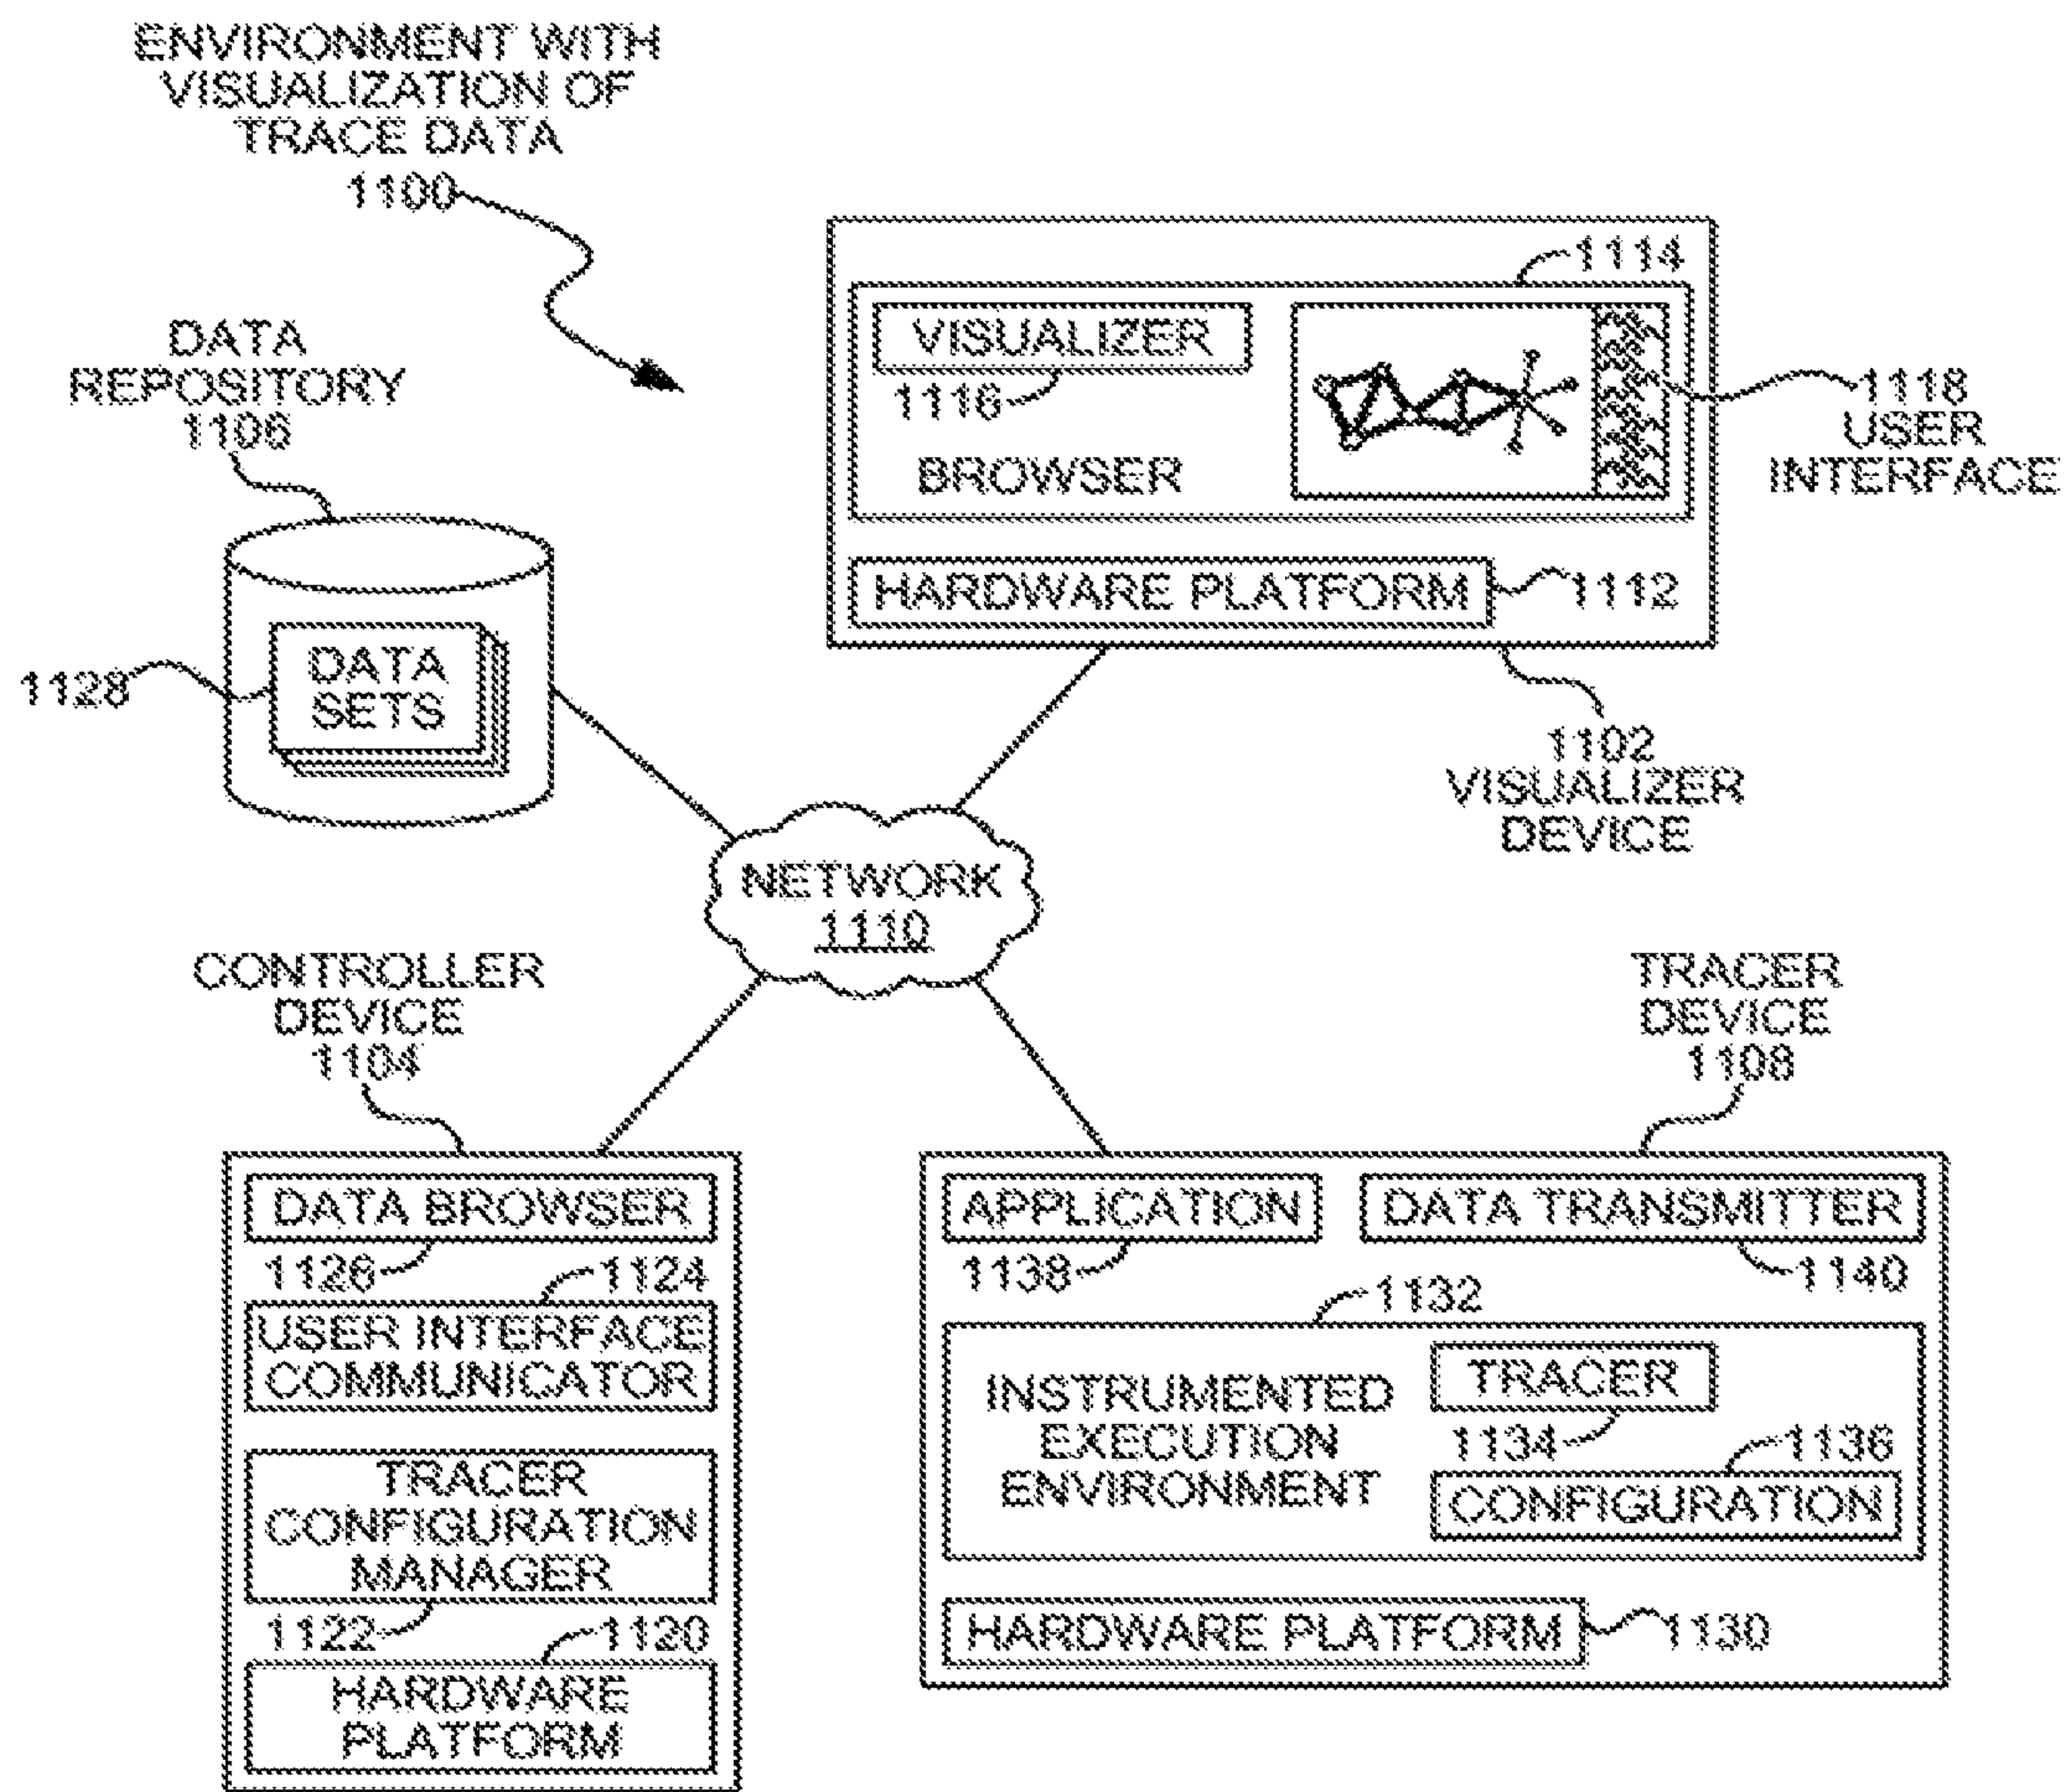 ENVIRONMENT WITH
VISUALIZATION OF
TRACE DATA
1100
1114
VISUALIZER
1116
BROWSER
1118
USER
INTERFACE
HARDWARE PLATFORM
1112
1102
VISUALIZER
DEVICE
DATA
REPOSITORY
1106
DATA
SETS
1128
NETWORK
1110
CONTROLLER
DEVICE
1104
DATA BROWSER
1126
1124
USER INTERFACE
COMMUNICATOR
TRACER
CONFIGURATION
MANAGER
1122
1120
HARDWARE
PLATFORM
TRACER
DEVICE
1108
APPLICATION
DATA TRANSMITTER
1138
1140
1132
INSTRUMENTED
EXECUTION
ENVIRONMENT
TRACER
1134
1136
CONFIGURATION
HARDWARE PLATFORM
1130